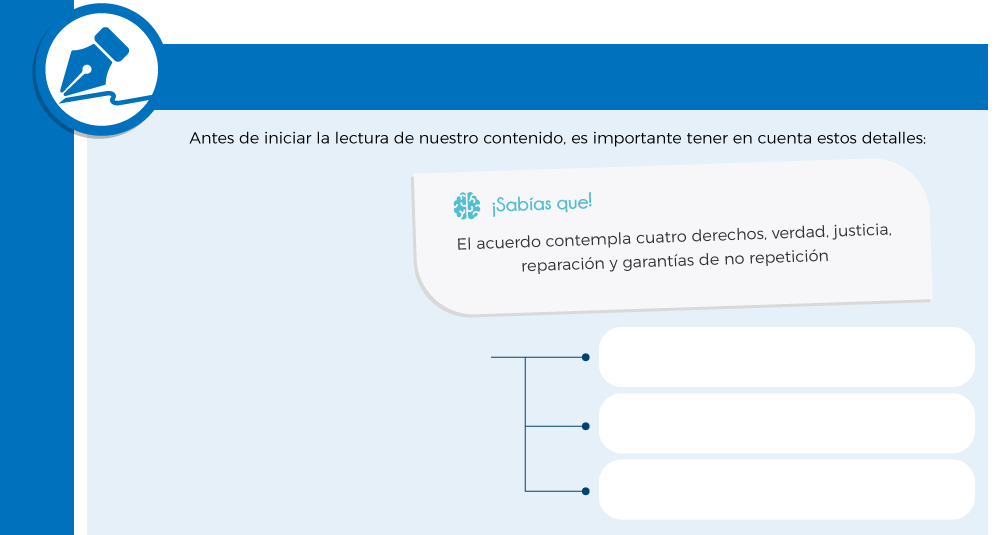 Antes de iniciar la lectura de nuestro contenido, es importante tener en cuenta estos detalles:
¡Sabías que!
El acuerdo contempla cuatro derechos, verdad, justicia,
reparación y garantías de no repetición